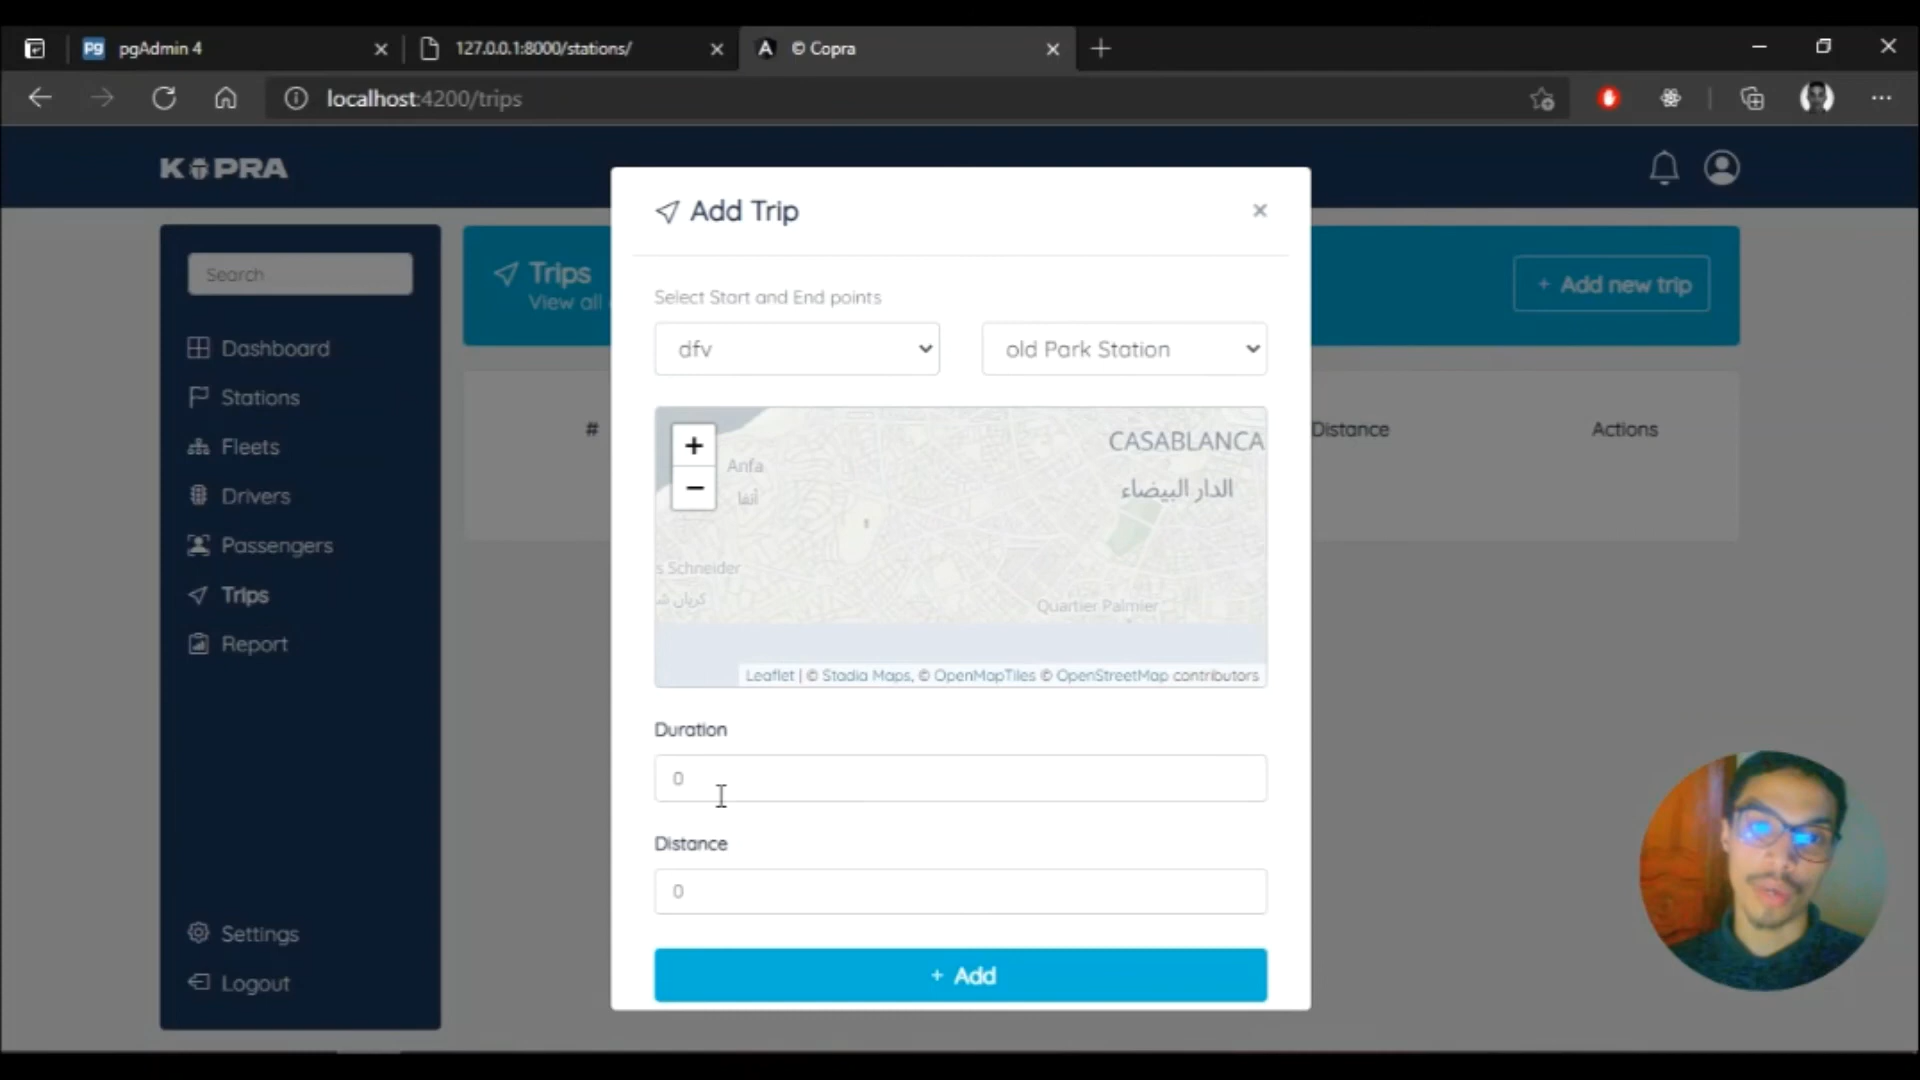 pgAdmin 4
127.0.0.1:8000/stations/
© Copra
localhost:4200/trips
KOPRA
Search
Dashboard
Stations
Fleets
Drivers
Passengers
Trips
Report
Settings
Logout
Trips
View all
+ Add new trip
#
Distance
Actions
Add Trip
×
Select Start and End points
dfv
old Park Station
+
−
CASABLANCA
الدار البيضاء
Anfa
أنفا
s Schneider
كريان ش
Quartier Palmier
Leaflet | © Stadia Maps, © OpenMapTiles © OpenStreetMap contributors
Duration
0
Distance
0
+ Add